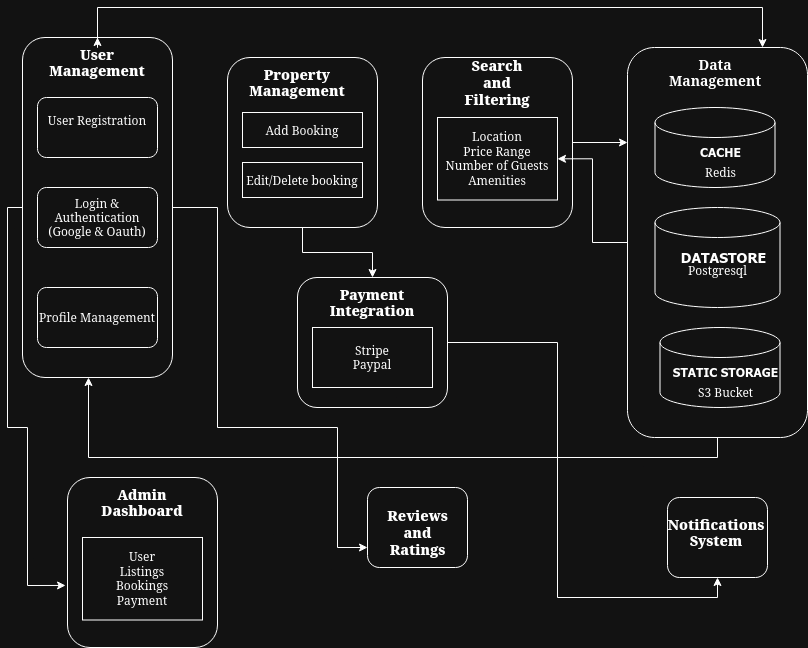 User
Management
User Registration
Login &
Authentication
(Google & Oauth)
Profile Management
Property
Management
Add Booking
Edit/Delete booking
Search
and
Filtering
Location
Price Range
Number of Guests
Amenities
Data
Management
CACHE
Redis
DATASTORE
Postgresql
STATIC STORAGE
S3 Bucket
Payment
Integration
Stripe
Paypal
Admin
Dashboard
User
Listings
Bookings
Payment
Reviews
and
Ratings
Notifications
System